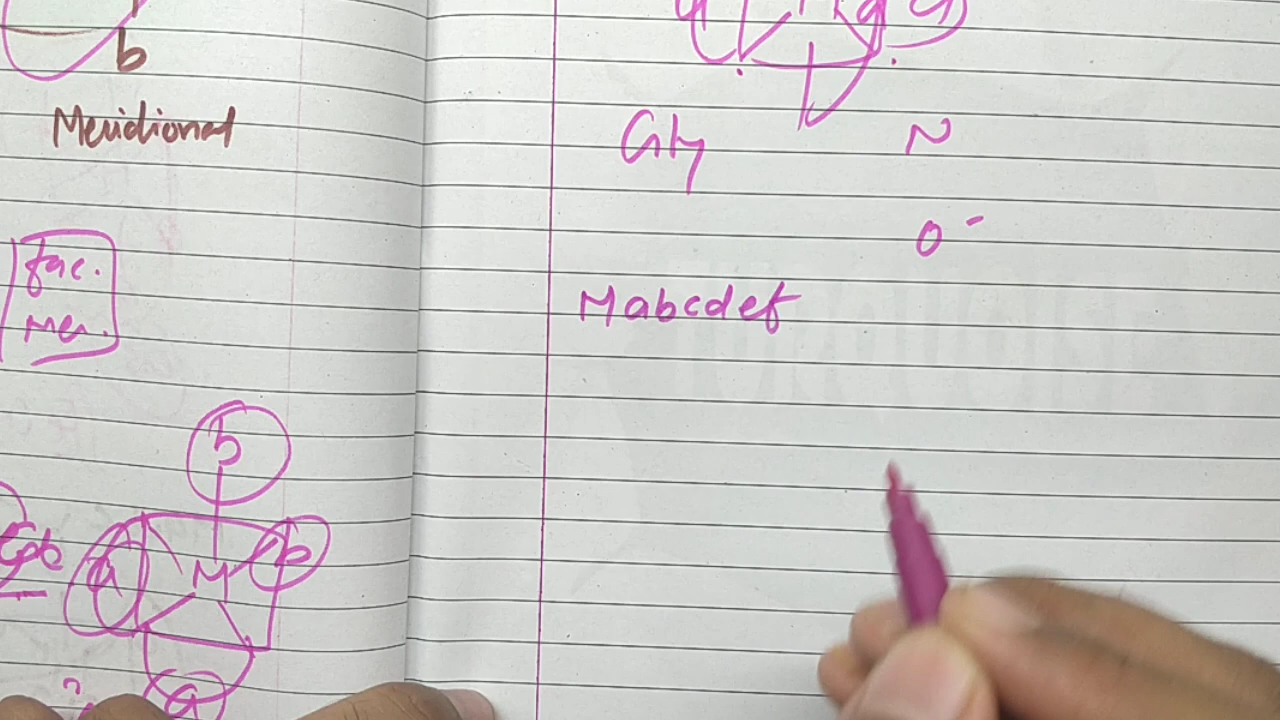 b
Meridional
fac.
Mer.
b
a M b
a
?
Gly N
O-
Mabcdef